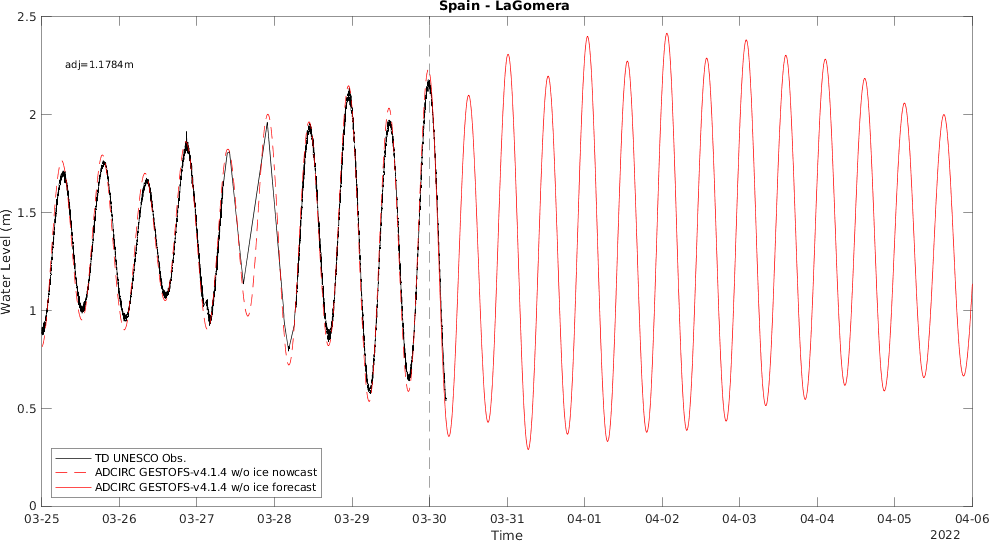 Spain - LaGomera
adj=1.1784m
2.5
2
1.5
1
0.5
0
Water Level (m)
TD UNESCO Obs.
ADCIRC GESTOFS-v4.1.4 w/o ice nowcast
ADCIRC GESTOFS-v4.1.4 w/o ice forecast
03-25 03-26 03-27 03-28 03-29 03-30 03-31 04-01 04-02 04-03 04-04 04-05 04-06
Time
2022